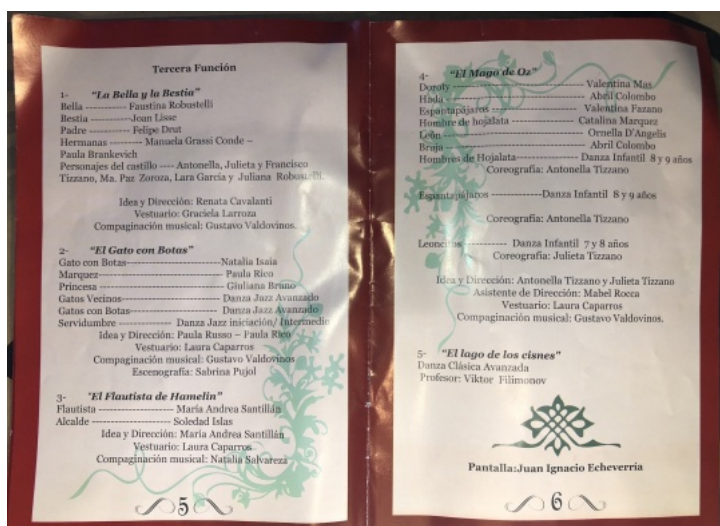 Tercera Función
1- "La Bella y la Bestia"
Bella ----------- Faustina Robustelli
Bestia -----------Joan Lisse
Padre ----------- Felipe Drut
Hermanas ----------- Manuela Grassi Conde –
Paula Brankevich
Personajes del castillo ---- Antonella, Julieta y Francisco
Tizzano, Ma. Paz Zoroza, Lara Garcia y Juliana Robustelli.
Idea y Dirección: Renata Cavalanti
Vestuario: Graciela Larroza
Compaginación musical: Gustavo Valdovinos.
2- "El Gato con Botas"
Gato con Botas-------------------------Natalia Isaia
Marquez-------------------------------- Paula Rico
Princesa -------------------------------- Giuliana Bruno
Gatos Vecinos-------------------------Danza Jazz Avanzado
Gatos con Botas-----------------------Danza Jazz Avanzado
Servidumbre -------------- Danza Jazz iniciación/ Intermedio
Idea y Dirección: Paula Russo – Paula Rico
Vestuario: Laura Caparros
Compaginación musical: Gustavo Valdovinos
Escenografía: Sabrina Pujol
3- "El Flautista de Hamelin"
Flautista -------------------- María Andrea Santillán
Alcalde --------------------- Soledad Islas
Idea y Dirección: María Andrea Santillán
Vestuario: Laura Caparros
Compaginación musical: Natalia Salvareza
5
4- "El Mago de Oz"
Doroty ---------------------------------- Valentina Mas
Hada ------------------------------------ Abril Colombo
Espantapájaros ------------------------- Valentina Fazano
Hombre de hojalata ---------------- Catalina Marquez
León ------------------------------------ Ornella D'Angelis
Bruja ----------------------------------- Abril Colombo
Hombres de Hojalata---------------- Danza Infantil 8 y 9 años
Coreografía: Antonella Tizzano
Espantapájaros -------------Danza Infantil 8 y 9 años
Coreografía: Antonella Tizzano
Leoncitos ----------- Danza Infantil 7 y 8 años
Coreografía: Julieta Tizzano
Idea y Dirección: Antonella Tizzano y Julieta Tizzano
Asistente de Dirección: Mabel Rocca
Vestuario: Laura Caparros
Compaginación musical: Gustavo Valdovinos.
5- "El lago de los cisnes"
Danza Clásica Avanzada
Profesor: Viktor Filimonov
Pantalla:Juan Ignacio Echeverría
6